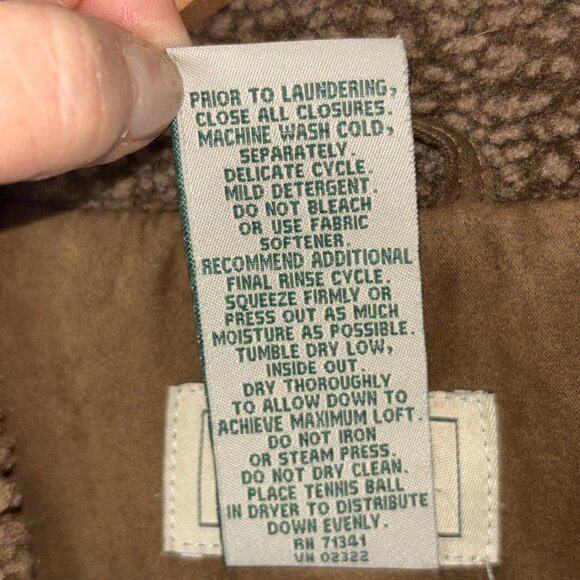 PRIOR TO LAUNDERING,
CLOSE ALL CLOSURES.
MACHINE WASH COLD,
SEPARATELY.
DELICATE CYCLE.
MILD DETERGENT.
DO NOT BLEACH
OR USE FABRIC
SOFTENER.
RECOMMEND ADDITIONAL
FINAL RINSE CYCLE.
SQUEEZE FIRMLY OR
PRESS OUT AS MUCH
MOISTURE AS POSSIBLE.
TUMBLE DRY LOW,
INSIDE OUT.
DRY THOROUGHLY
TO ALLOW DOWN TO
ACHIEVE MAXIMUM LOFT.
DO NOT IRON
OR STEAM PRESS.
DO NOT DRY CLEAN.
PLACE TENNIS BALL
IN DRYER TO DISTRIBUTE
DOWN EVENLY.
RN 71341
VN 02322